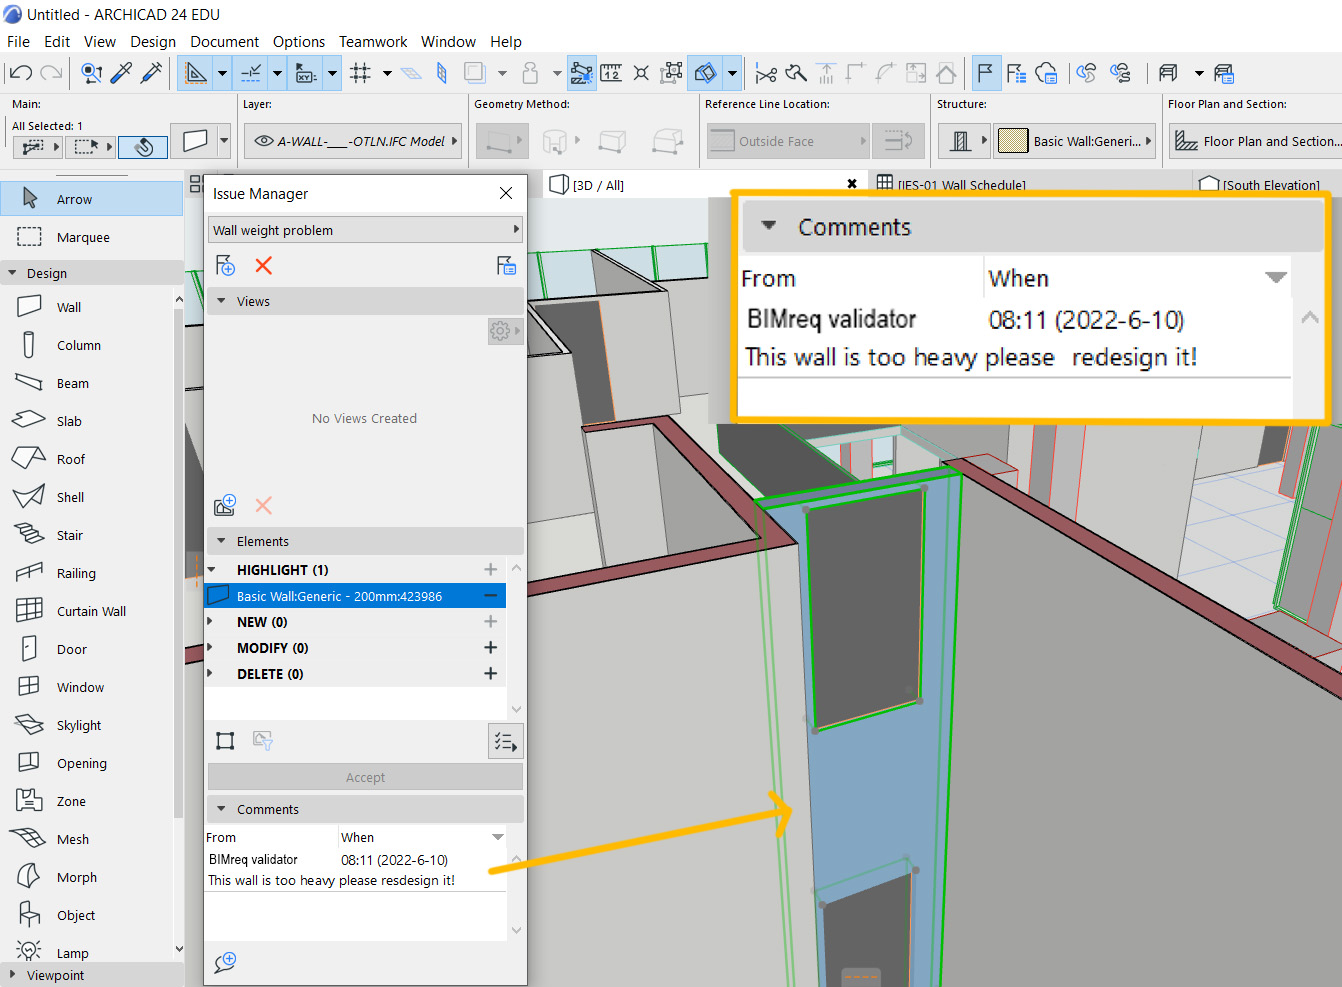 Untitled - ARCHICAD 24 EDU
File Edit View Design Document Options Teamwork Window Help
Main:
All Selected: 1
Layer:
A-WALL-___-OTLN.IFC Model
Geometry Method:
Reference Line Location:
Outside Face
Structure:
Basic Wall:Generi...
Floor Plan and Section:
Floor Plan and Section...
[3D / All]
[IES-01 Wall Schedule]
[South Elevation]
Arrow
Marquee
Design
Wall
Column
Beam
Slab
Roof
Shell
Stair
Railing
Curtain Wall
Door
Window
Skylight
Opening
Zone
Mesh
Morph
Object
Lamp
Viewpoint
Issue Manager
Wall weight problem
Views
No Views Created
Elements
HIGHLIGHT (1)
Basic Wall:Generic - 200mm:423986
NEW (0)
MODIFY (0)
DELETE (0)
Accept
Comments
From When
BIMreq validator 08:11 (2022-6-10)
This wall is too heavy please resdesign it!
Comments
From When
BIMreq validator 08:11 (2022-6-10)
This wall is too heavy please redesign it!